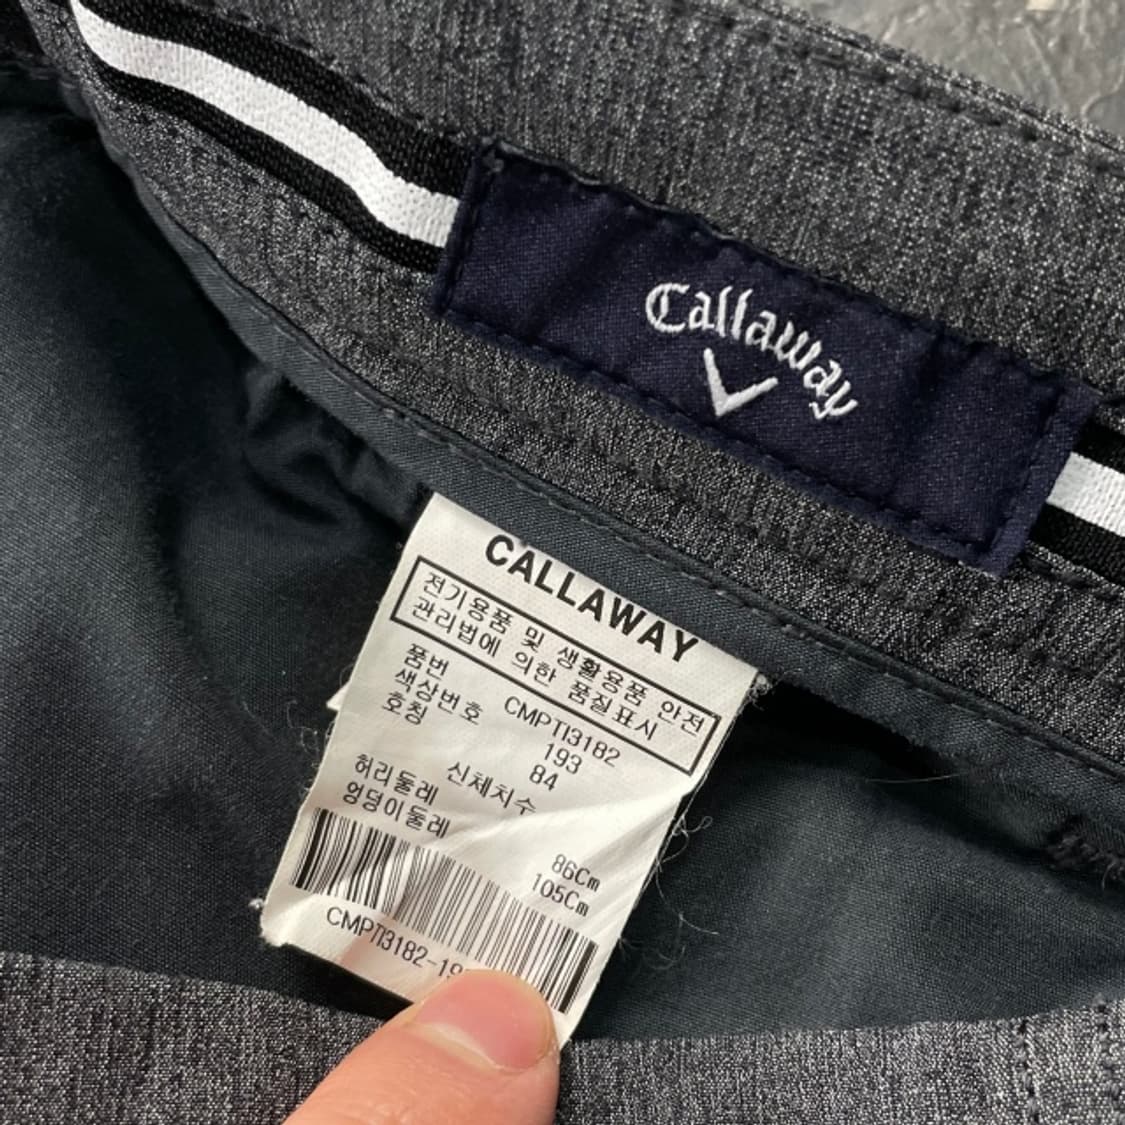 Callaway
CALLAWAY
전기용품 및 생활용품 안전
관리법에 의한 품질표시
품번 CMPTI3182
색상번호 193
호칭 84
신체치수
허리둘레 86Cm
엉덩이둘레 105Cm
CMPTI3182-19